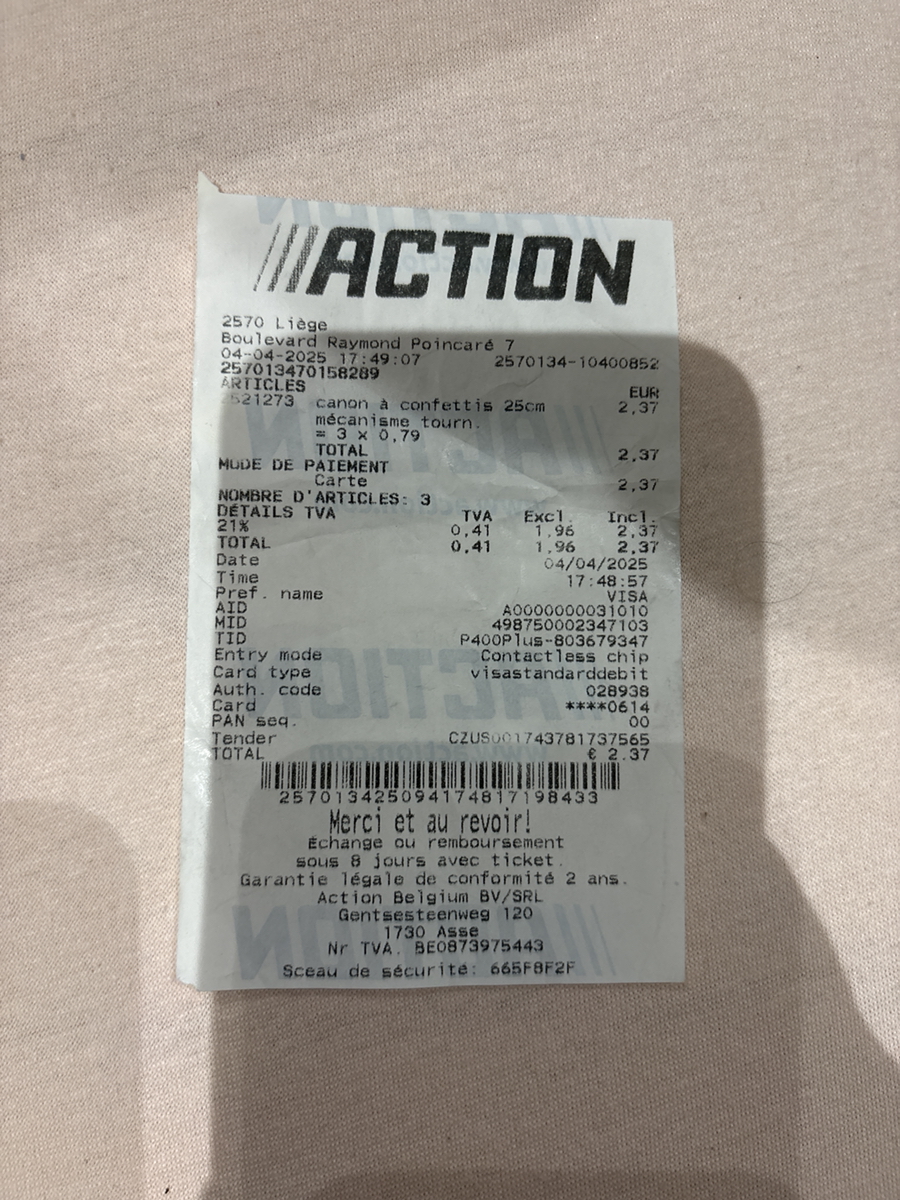 ACTION
2570 Liège
Boulevard Raymond Poincaré 7
04-04-2025 17:49:07 2570134-10400852
257013470158289
ARTICLES EUR
2521273 canon à confettis 25cm 2,37
mécanisme tourn.
= 3 x 0,79
TOTAL 2,37
MODE DE PAIEMENT
Carte 2,37
NOMBRE D'ARTICLES: 3
DÉTAILS TVA TVA Excl. Incl.
21% 0,41 1,96 2,37
TOTAL 0,41 1,96 2,37
Date 04/04/2025
Time 17:48:57
Pref. name VISA
AID A0000000031010
MID 498750002347103
TID P400Plus-803679347
Entry mode Contactless chip
Card type visastandarddebit
Auth. code 028938
Card ****0614
PAN seq. 00
Tender CZUS001743781737565
TOTAL € 2.37
257013425094174817198433
Merci et au revoir!
Échange ou remboursement
sous 8 jours avec ticket.
Garantie légale de conformité 2 ans.
Action Belgium BV/SRL
Gentsesteenweg 120
1730 Asse
Nr TVA. BE0873975443
Sceau de sécurité: 665F8F2F